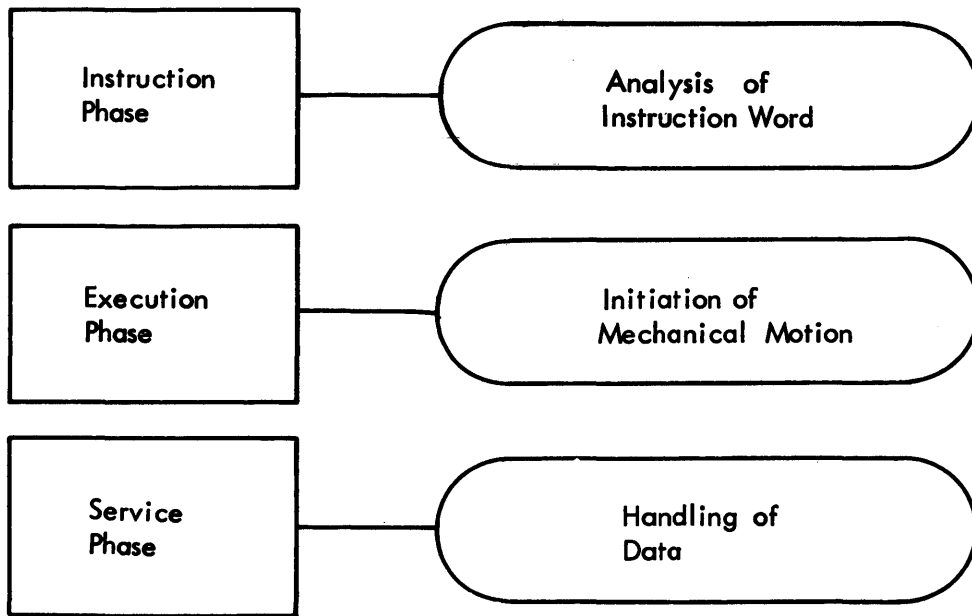 Instruction
Phase
Analysis of
Instruction Word
Execution
Phase
Initiation of
Mechanical Motion
Service
Phase
Handling of
Data